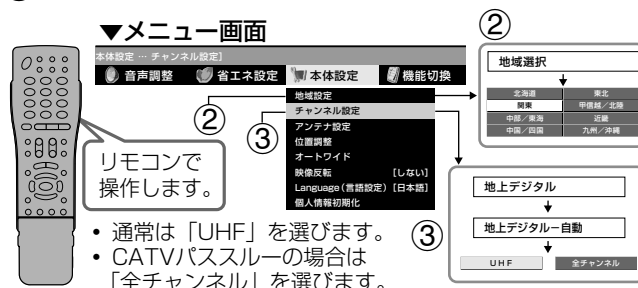 ▼メニュー画面
本体設定 … チャンネル設定]
音声調整 省エネ設定 本体設定 機能切換
地域設定
チャンネル設定
アンテナ設定
位置調整
オートワイド
映像反転 [しない]
Language(言語設定) [日本語]
個人情報初期化
②
③
リモコンで
操作します。
• 通常は「UHF」を選びます。
• CATVパススルーの場合は
「全チャンネル」を選びます。
②
地域選択
北海道 東北
関東 甲信越／北陸
中部／東海 近畿
中国／四国 九州／沖縄
③
地上デジタル
地上デジタルー自動
UHF 全チャンネル